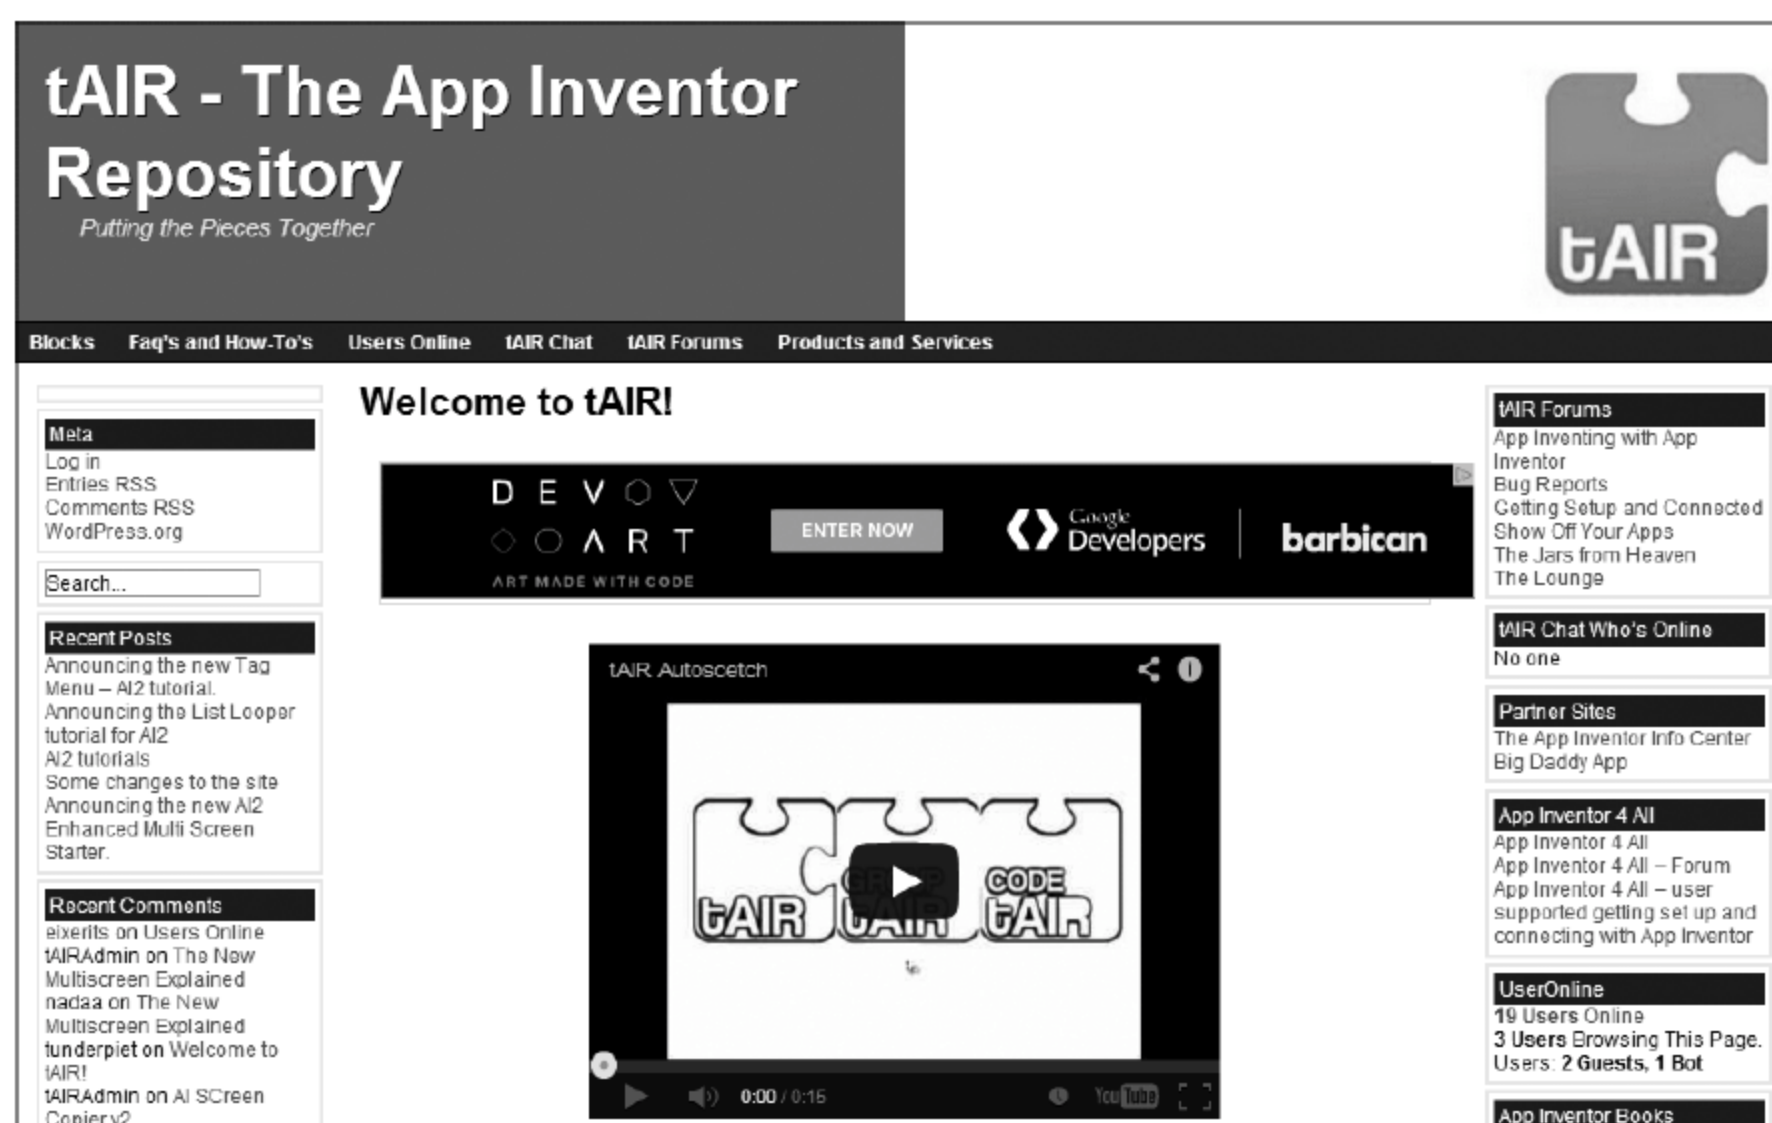 tAIR - The App Inventor
Repository
Putting the Pieces Together
tAIR
Blocks Faq's and How-To's Users Online tAIR Chat tAIR Forums Products and Services
Meta
Log in
Entries RSS
Comments RSS
WordPress.org
Search...
Recent Posts
Announcing the new Tag
Menu – AI2 tutorial.
Announcing the List Looper
tutorial for AI2
AI2 tutorials
Some changes to the site
Announcing the new AI2
Enhanced Multi Screen
Starter.
Recent Comments
eixerits on Users Online
tAIRAdmin on The New
Multiscreen Explained
nadaa on The New
Multiscreen Explained
tunderpiet on Welcome to
tAIR!
tAIRAdmin on AI SCreen
Copier v2
Welcome to tAIR!
DEV
ART
ART MADE WITH CODE
ENTER NOW
Google
Developers
barbican
tAIR Autoscetch
CODE
tAIR tAIR tAIR
0:00 / 0:15
YouTube
tAIR Forums
App Inventing with App
Inventor
Bug Reports
Getting Setup and Connected
Show Off Your Apps
The Jars from Heaven
The Lounge
tAIR Chat Who's Online
No one
Partner Sites
The App Inventor Info Center
Big Daddy App
App Inventor 4 All
App Inventor 4 All
App Inventor 4 All – Forum
App Inventor 4 All – user
supported getting set up and
connecting with App Inventor
UserOnline
19 Users Online
3 Users Browsing This Page.
Users: 2 Guests, 1 Bot
App Inventor Books